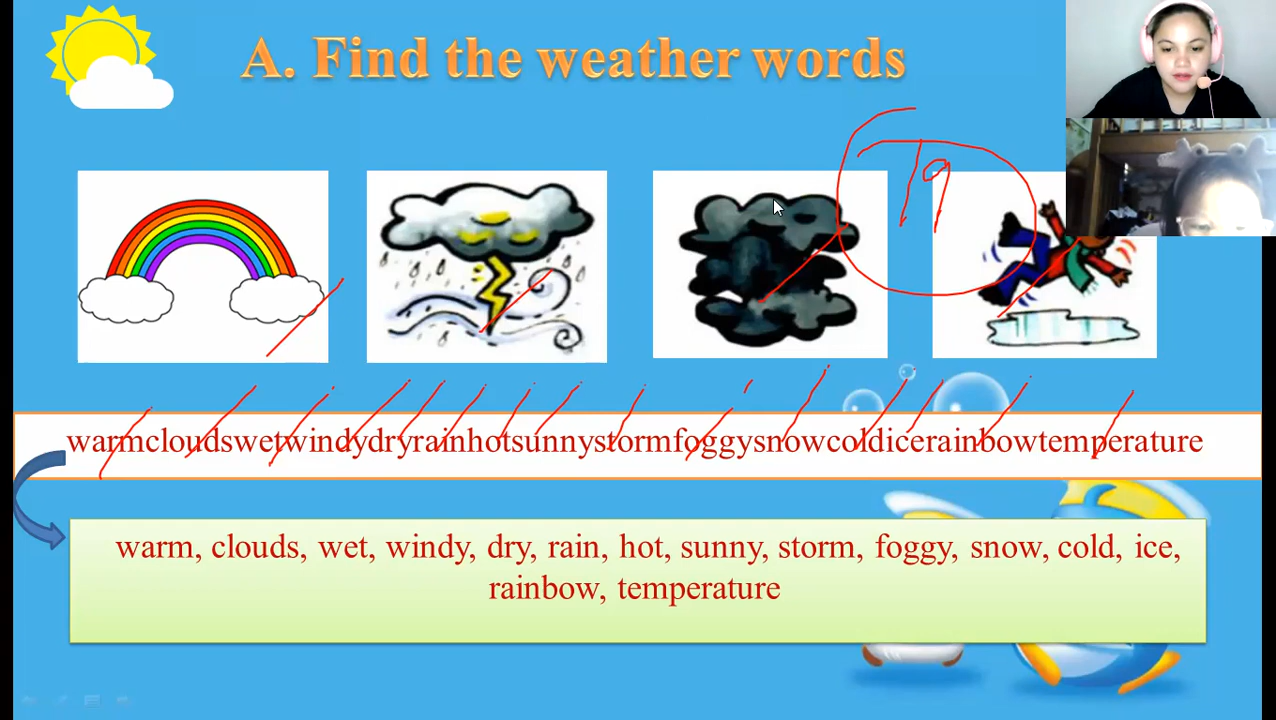 A. Find the weather words
19
warmcloudswetwindydryrainhotsunnystormfoggysnowcoldicerainbowtemperature
warm, clouds, wet, windy, dry, rain, hot, sunny, storm, foggy, snow, cold, ice,
rainbow, temperature